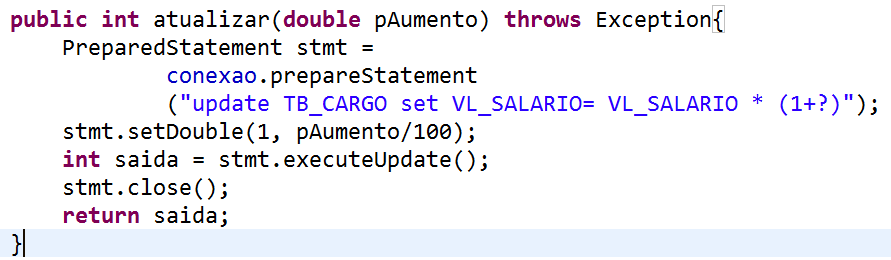 public int atualizar(double pAumento) throws Exception{
PreparedStatement stmt =
conexao.prepareStatement
("update TB_CARGO set VL_SALARIO= VL_SALARIO * (1+?)");
stmt.setDouble(1, pAumento/100);
int saida = stmt.executeUpdate();
stmt.close();
return saida;
}